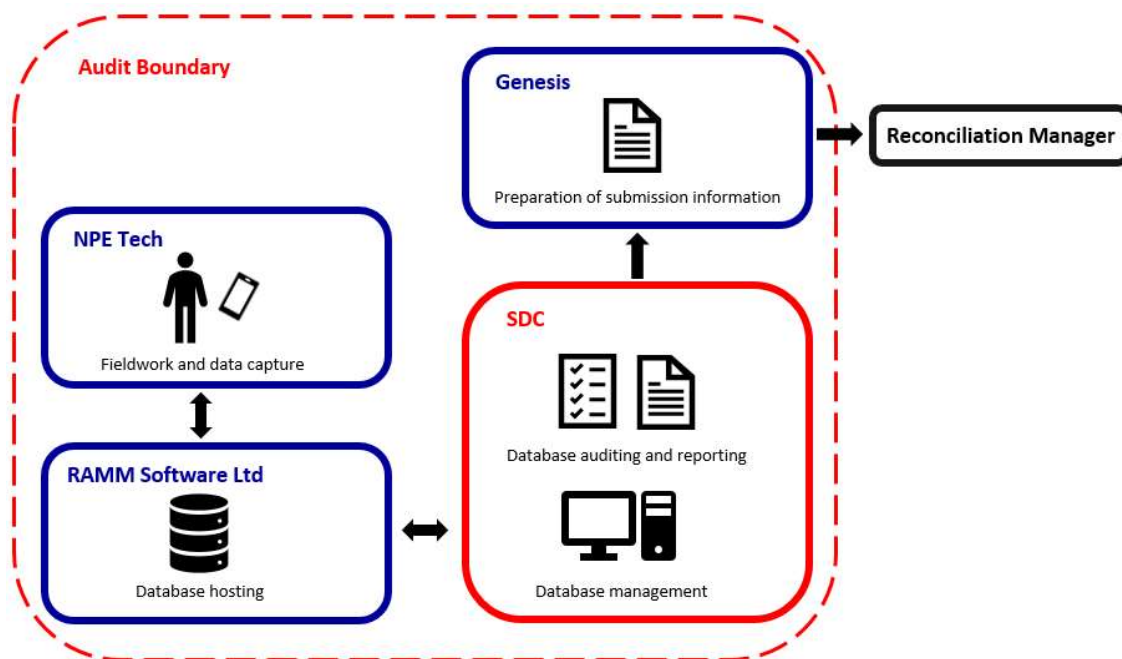 Audit Boundary
Genesis
Preparation of submission information
Reconciliation Manager
NPE Tech
Fieldwork and data capture
SDC
Database auditing and reporting
Database management
RAMM Software Ltd
Database hosting